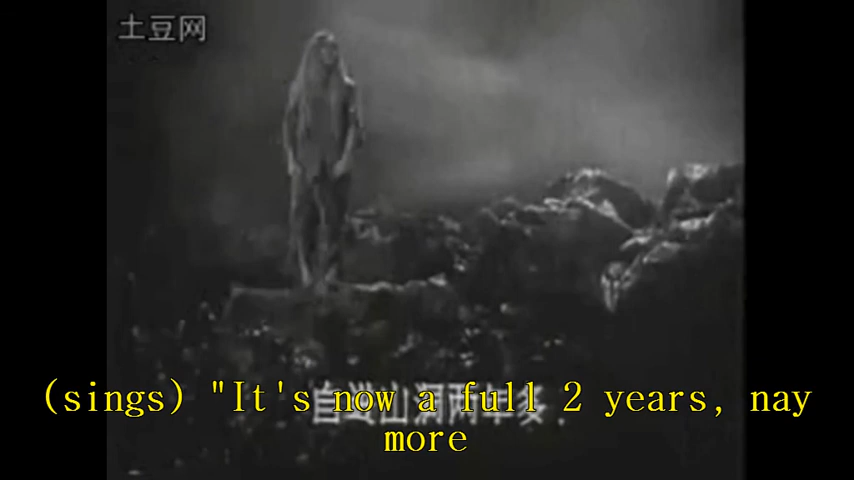 土豆网
(sings) "It's now a full 2 years, nay
more